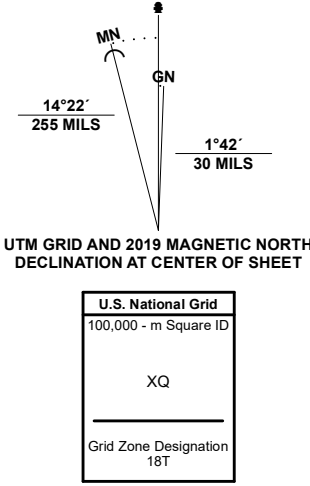 MN
GN
14°22´
255 MILS
1°42´
30 MILS
UTM GRID AND 2019 MAGNETIC NORTH
DECLINATION AT CENTER OF SHEET
U.S. National Grid
100,000 - m Square ID
XQ
Grid Zone Designation
18T